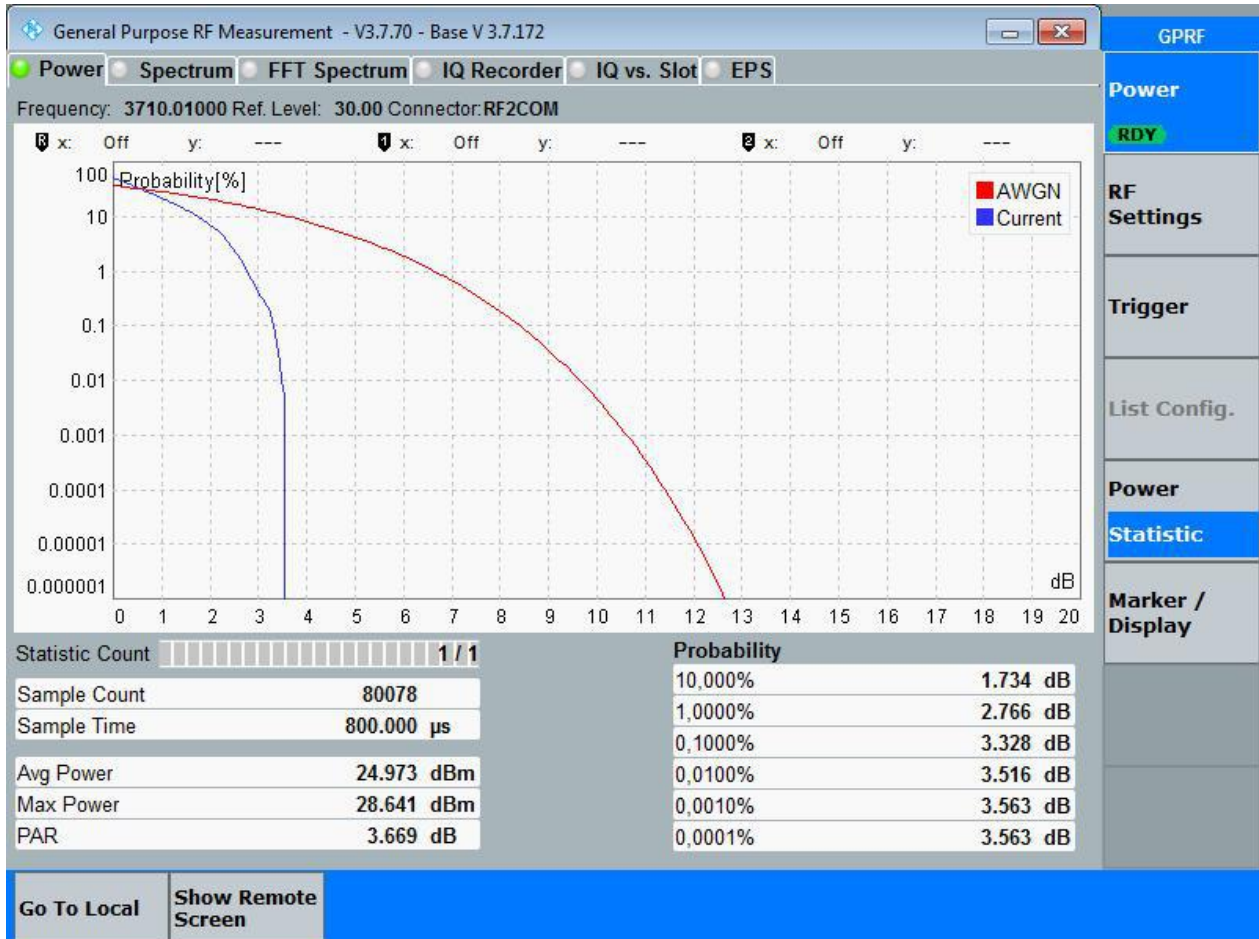 General Purpose RF Measurement - V3.7.70 - Base V 3.7.172
GPRF
Power Spectrum FFT Spectrum IQ Recorder IQ vs. Slot EPS
Frequency: 3710.01000 Ref. Level: 30.00 Connector: RF2COM
R x: Off y: --- 1 x: Off y: --- 2 x: Off y: ---
Probability[%]
100
10
1
0.1
0.01
0.001
0.0001
0.00001
0.000001
AWGN
Current
dB
0 1 2 3 4 5 6 7 8 9 10 11 12 13 14 15 16 17 18 19 20
Statistic Count 1 / 1
Sample Count 80078
Sample Time 800.000 µs
Avg Power 24.973 dBm
Max Power 28.641 dBm
PAR 3.669 dB
Probability
10,000% 1.734 dB
1,0000% 2.766 dB
0,1000% 3.328 dB
0,0100% 3.516 dB
0,0010% 3.563 dB
0,0001% 3.563 dB
Power
RDY
RF
Settings
Trigger
List Config.
Power
Statistic
Marker /
Display
Go To Local
Show Remote
Screen